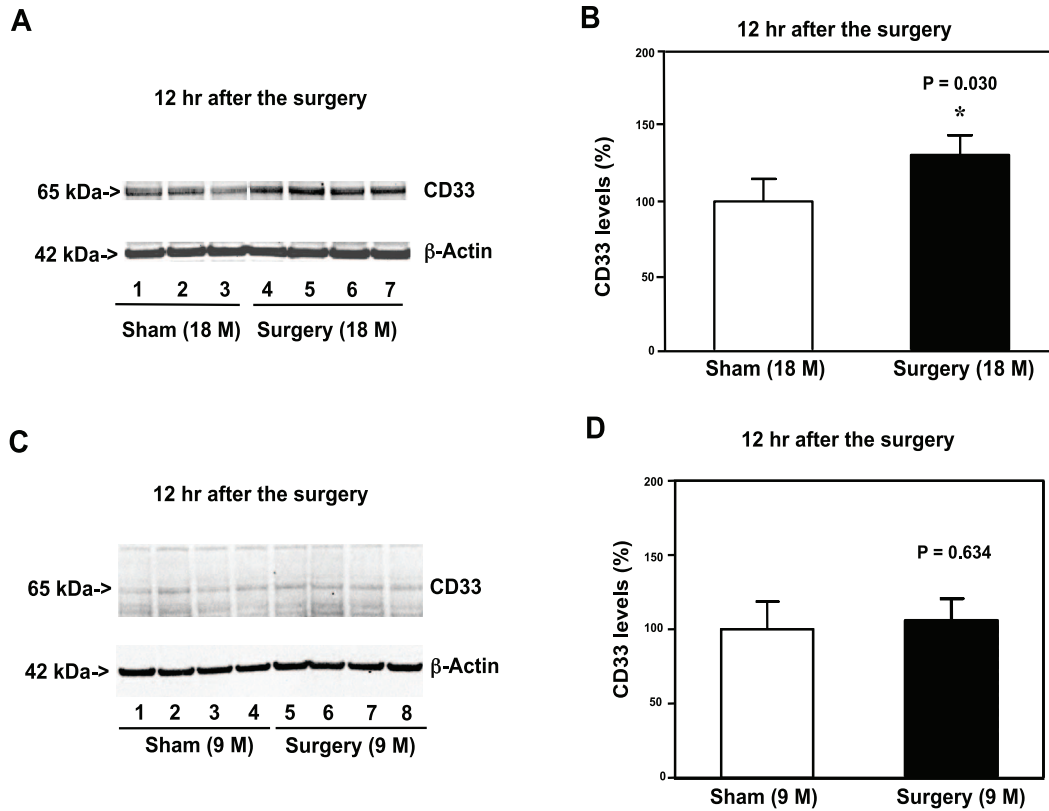 A
12 hr after the surgery
65 kDa->
CD33
42 kDa->
β-Actin
1 2 3 4 5 6 7
Sham (18 M) Surgery (18 M)
B
12 hr after the surgery
200
P = 0.030
*
150
100
50
0
CD33 levels (%)
Sham (18 M) Surgery (18 M)
C
12 hr after the surgery
65 kDa->
CD33
42 kDa->
β-Actin
1 2 3 4 5 6 7 8
Sham (9 M) Surgery (9 M)
D
12 hr after the surgery
200
P = 0.634
150
100
50
0
CD33 levels (%)
Sham (9 M) Surgery (9 M)